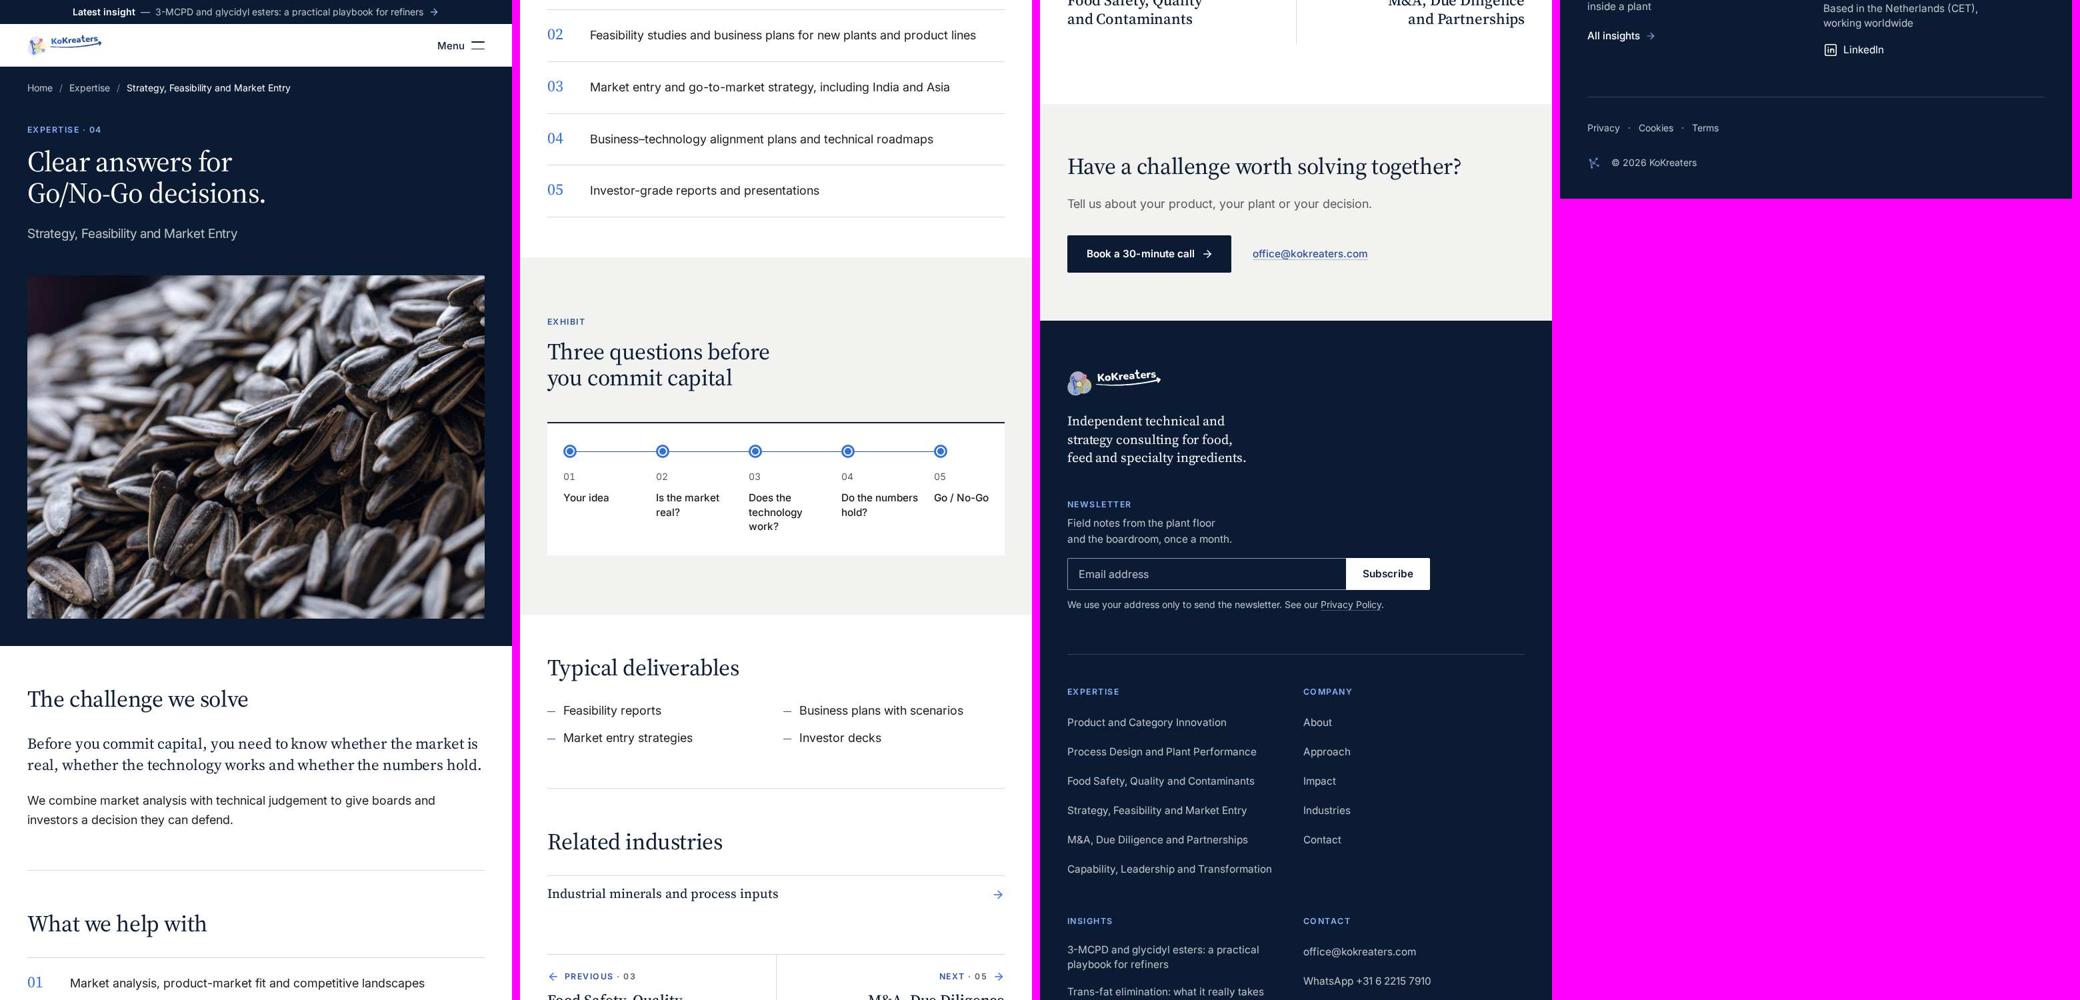 Latest insight — 3-MCPD and glycidyl esters: a practical playbook for refiners →
KoKreaters
Menu
Home / Expertise / Strategy, Feasibility and Market Entry
EXPERTISE · 04
Clear answers for
Go/No-Go decisions.
Strategy, Feasibility and Market Entry
The challenge we solve
Before you commit capital, you need to know whether the market is
real, whether the technology works and whether the numbers hold.
We combine market analysis with technical judgement to give boards and
investors a decision they can defend.
What we help with
01 Market analysis, product-market fit and competitive landscapes
02 Feasibility studies and business plans for new plants and product lines
03 Market entry and go-to-market strategy, including India and Asia
04 Business–technology alignment plans and technical roadmaps
05 Investor-grade reports and presentations
EXHIBIT
Three questions before
you commit capital
01 02 03 04 05
Your idea
Is the market
real?
Does the
technology
work?
Do the numbers
hold?
Go / No-Go
Typical deliverables
— Feasibility reports
— Business plans with scenarios
— Market entry strategies
— Investor decks
Related industries
Industrial minerals and process inputs →
← PREVIOUS · 03
NEXT · 05 →
Food Safety, Quality
and Contaminants
M&A, Due Diligence
and Partnerships
Have a challenge worth solving together?
Tell us about your product, your plant or your decision.
Book a 30-minute call →
office@kokreaters.com
KoKreaters
Independent technical and
strategy consulting for food,
feed and specialty ingredients.
NEWSLETTER
Field notes from the plant floor
and the boardroom, once a month.
Email address
Subscribe
We use your address only to send the newsletter. See our Privacy Policy.
EXPERTISE
Product and Category Innovation
Process Design and Plant Performance
Food Safety, Quality and Contaminants
Strategy, Feasibility and Market Entry
M&A, Due Diligence and Partnerships
Capability, Leadership and Transformation
COMPANY
About
Approach
Impact
Industries
Contact
INSIGHTS
3-MCPD and glycidyl esters: a practical
playbook for refiners
Trans-fat elimination: what it really takes
inside a plant
All insights →
CONTACT
office@kokreaters.com
WhatsApp +31 6 2215 7910
Based in the Netherlands (CET),
working worldwide
LinkedIn
Privacy · Cookies · Terms
© 2026 KoKreaters